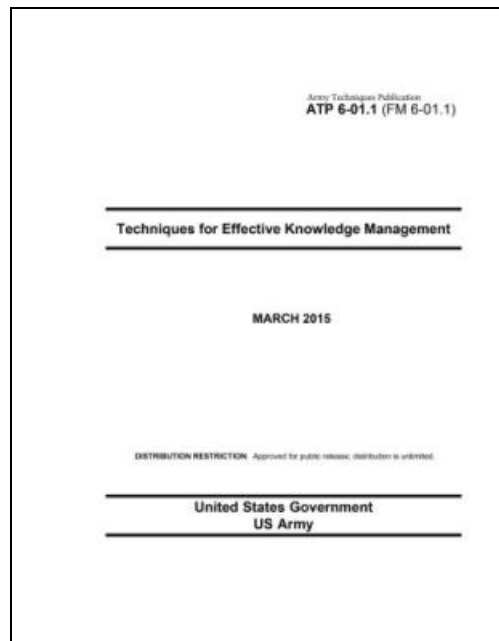 Army Techniques Publication
ATP 6-01.1 (FM 6-01.1)
Techniques for Effective Knowledge Management
MARCH 2015
DISTRIBUTION RESTRICTION Approved for public release; distribution is unlimited.
United States Government
US Army